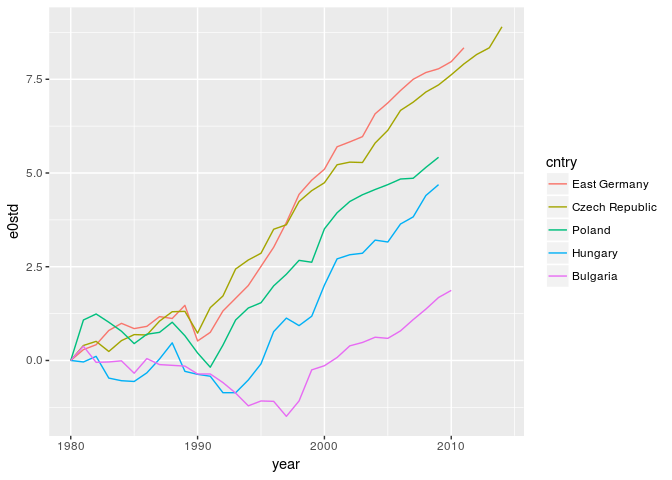 7.5
5.0
2.5
0.0
e0std
1980
1990
2000
2010
year
cntry
East Germany
Czech Republic
Poland
Hungary
Bulgaria